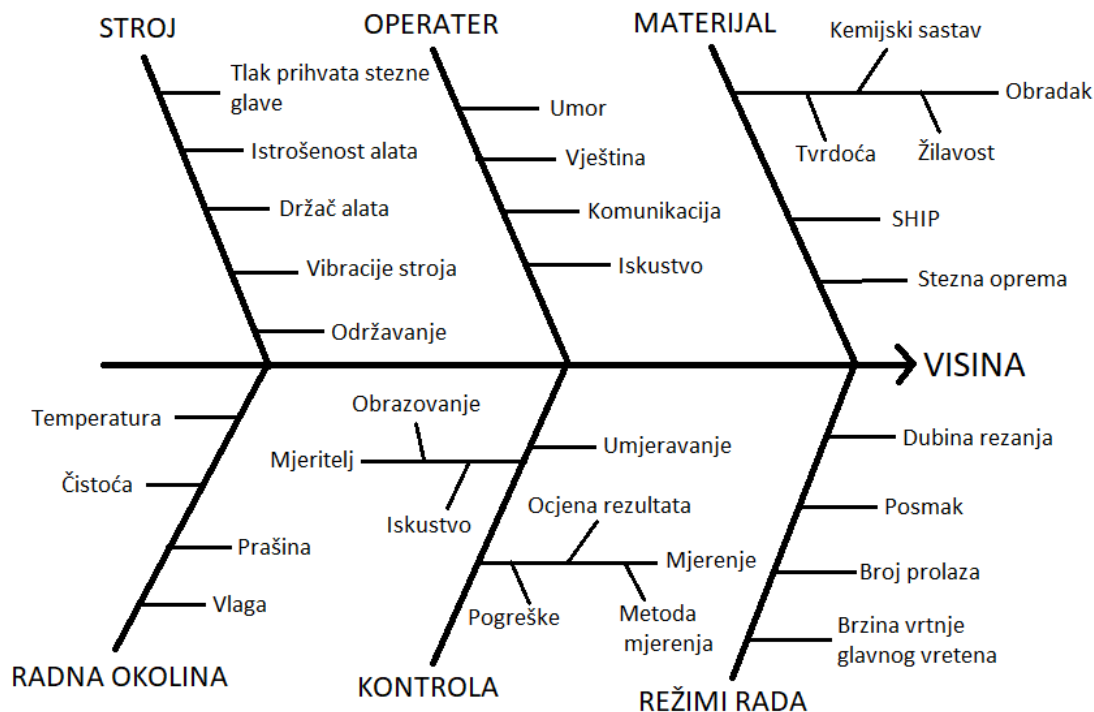 STROJ
OPERATER
MATERIJAL
Kemijski sastav
Tlak prihvata stezne
glave
Obradak
Umor
Istrošenost alata
Vještina
Tvrdoća
Žilavost
Držač alata
Komunikacija
SHIP
Vibracije stroja
Iskustvo
Stezna oprema
Održavanje
VISINA
Temperatura
Obrazovanje
Umjeravanje
Dubina rezanja
Mjeritelj
Čistoća
Iskustvo
Ocjena rezultata
Posmak
Prašina
Mjerenje
Broj prolaza
Vlaga
Pogreške
Metoda
mjerenja
Brzina vrtnje
glavnog vretena
RADNA OKOLINA
KONTROLA
REŽIMI RADA